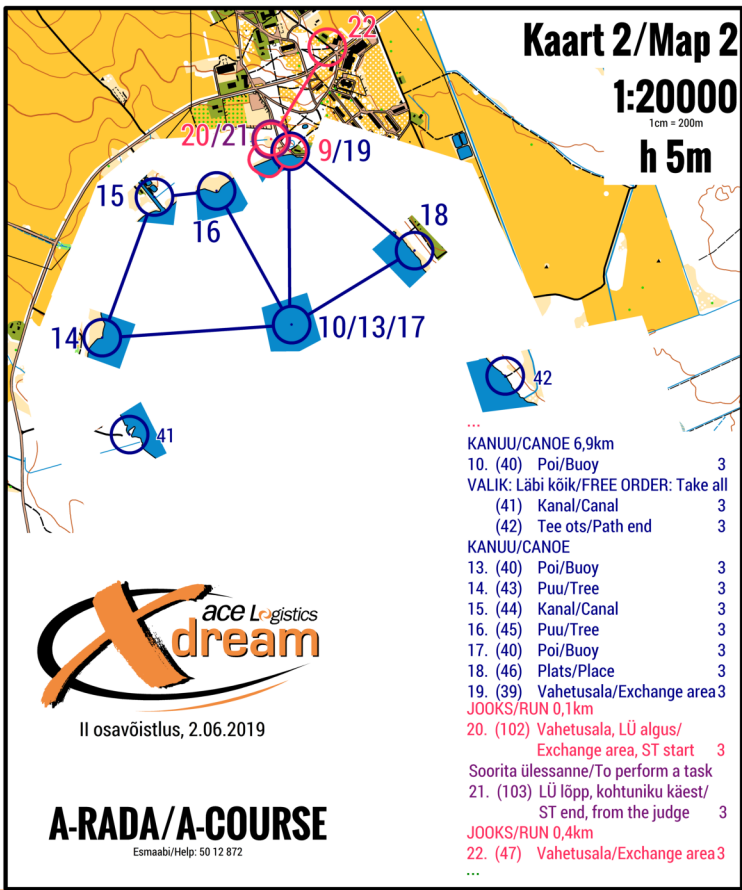 Kaart 2/Map 2
1:20000
1cm = 200m
h 5m
22
20/21
9/19
15
16
18
14
10/13/17
42
41
...
KANUU/CANOE 6,9km
10. (40) Poi/Buoy 3
VALIK: Läbi kõik/FREE ORDER: Take all
(41) Kanal/Canal 3
(42) Tee ots/Path end 3
KANUU/CANOE
13. (40) Poi/Buoy 3
14. (43) Puu/Tree 3
15. (44) Kanal/Canal 3
16. (45) Puu/Tree 3
17. (40) Poi/Buoy 3
18. (46) Plats/Place 3
19. (39) Vahetusala/Exchange area 3
JOOKS/RUN 0,1km
20. (102) Vahetusala, LÜ algus/
Exchange area, ST start 3
Soorita ülessanne/To perform a task
21. (103) LÜ lõpp, kohtuniku käest/
ST end, from the judge 3
JOOKS/RUN 0,4km
22. (47) Vahetusala/Exchange area 3
...
ace Logistics
Xdream
II osavõistlus, 2.06.2019
A-RADA/A-COURSE
Esmaabi/Help: 50 12 872